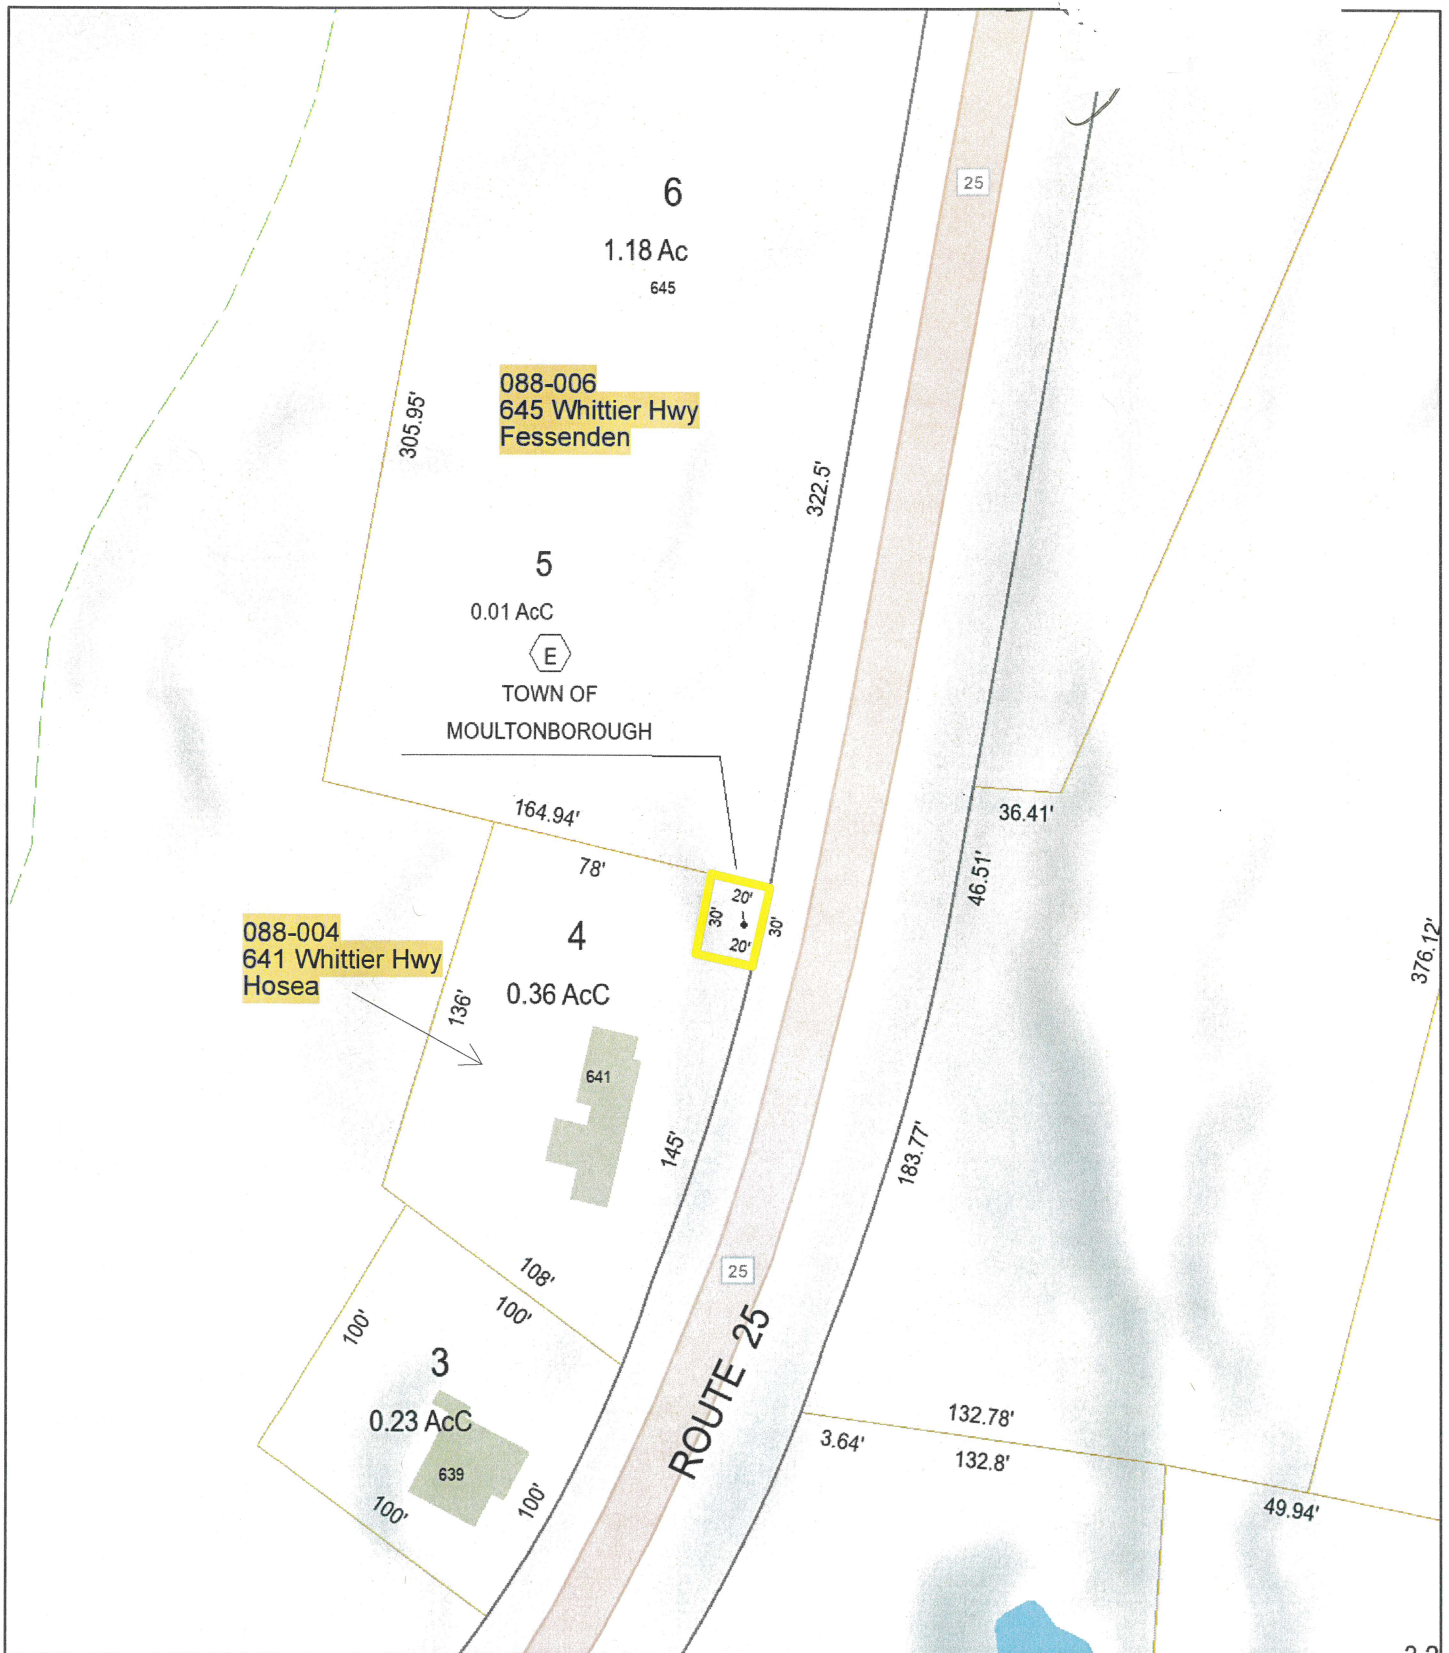 6
25
1.18 Ac
645
088-006
645 Whittier Hwy
Fessenden
305.95'
322.5'
5
0.01 AcC
E
TOWN OF
MOULTONBOROUGH
164.94'
36.41'
78'
46.51'
20'
30'
30'
20'
088-004
641 Whittier Hwy
Hosea
4
376.12'
0.36 AcC
136'
641
145'
183.77'
108'
25
100'
100'
ROUTE 25
3
0.23 AcC
132.78'
3.64'
132.8'
639
100'
100'
49.94'